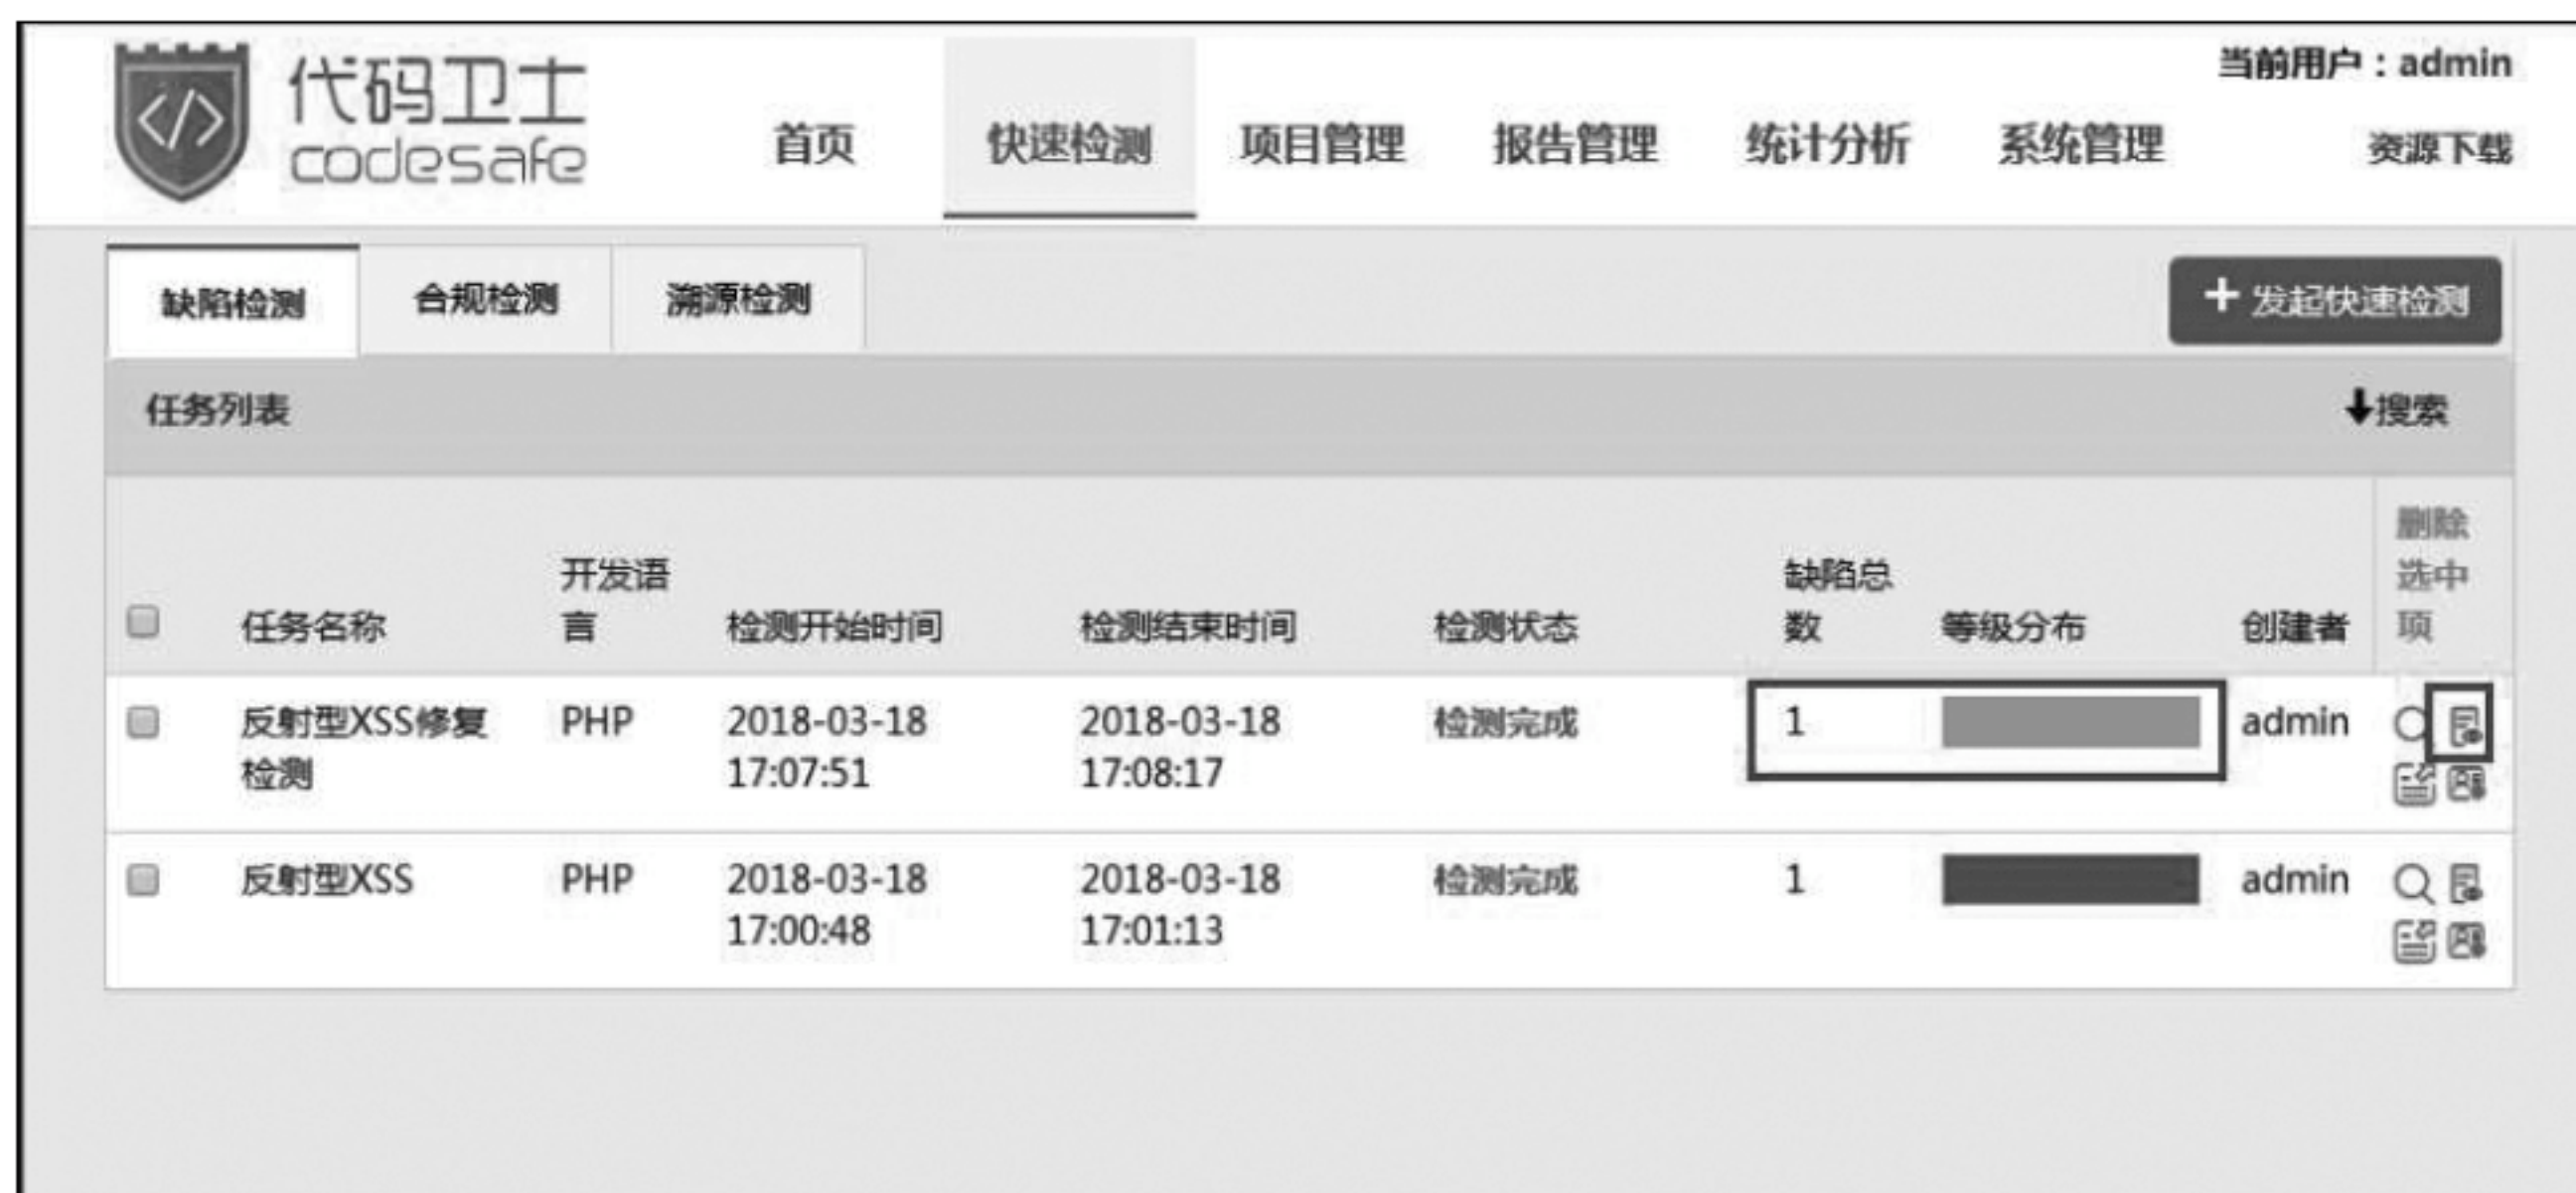 当前用户：admin
代码卫士
codesafe
首页 快速检测 项目管理 报告管理 统计分析 系统管理 资源下载
缺陷检测 合规检测 溯源检测 发起快速检测
任务列表 搜索
任务名称 开发语言 检测开始时间 检测结束时间 检测状态 缺陷总数 等级分布 创建者 删除选中项
反射型XSS修复 PHP 2018-03-18 2018-03-18 检测完成 1 admin
检测 17:07:51 17:08:17
反射型XSS PHP 2018-03-18 2018-03-18 检测完成 1 admin
17:00:48 17:01:13